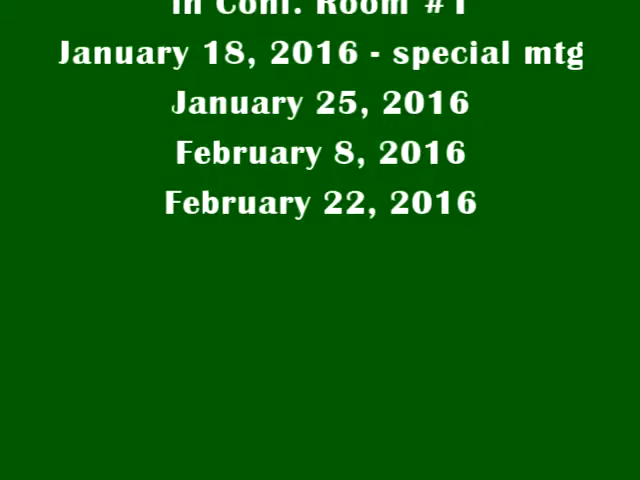 in Conf. Room #1
January 18, 2016 - special mtg
January 25, 2016
February 8, 2016
February 22, 2016